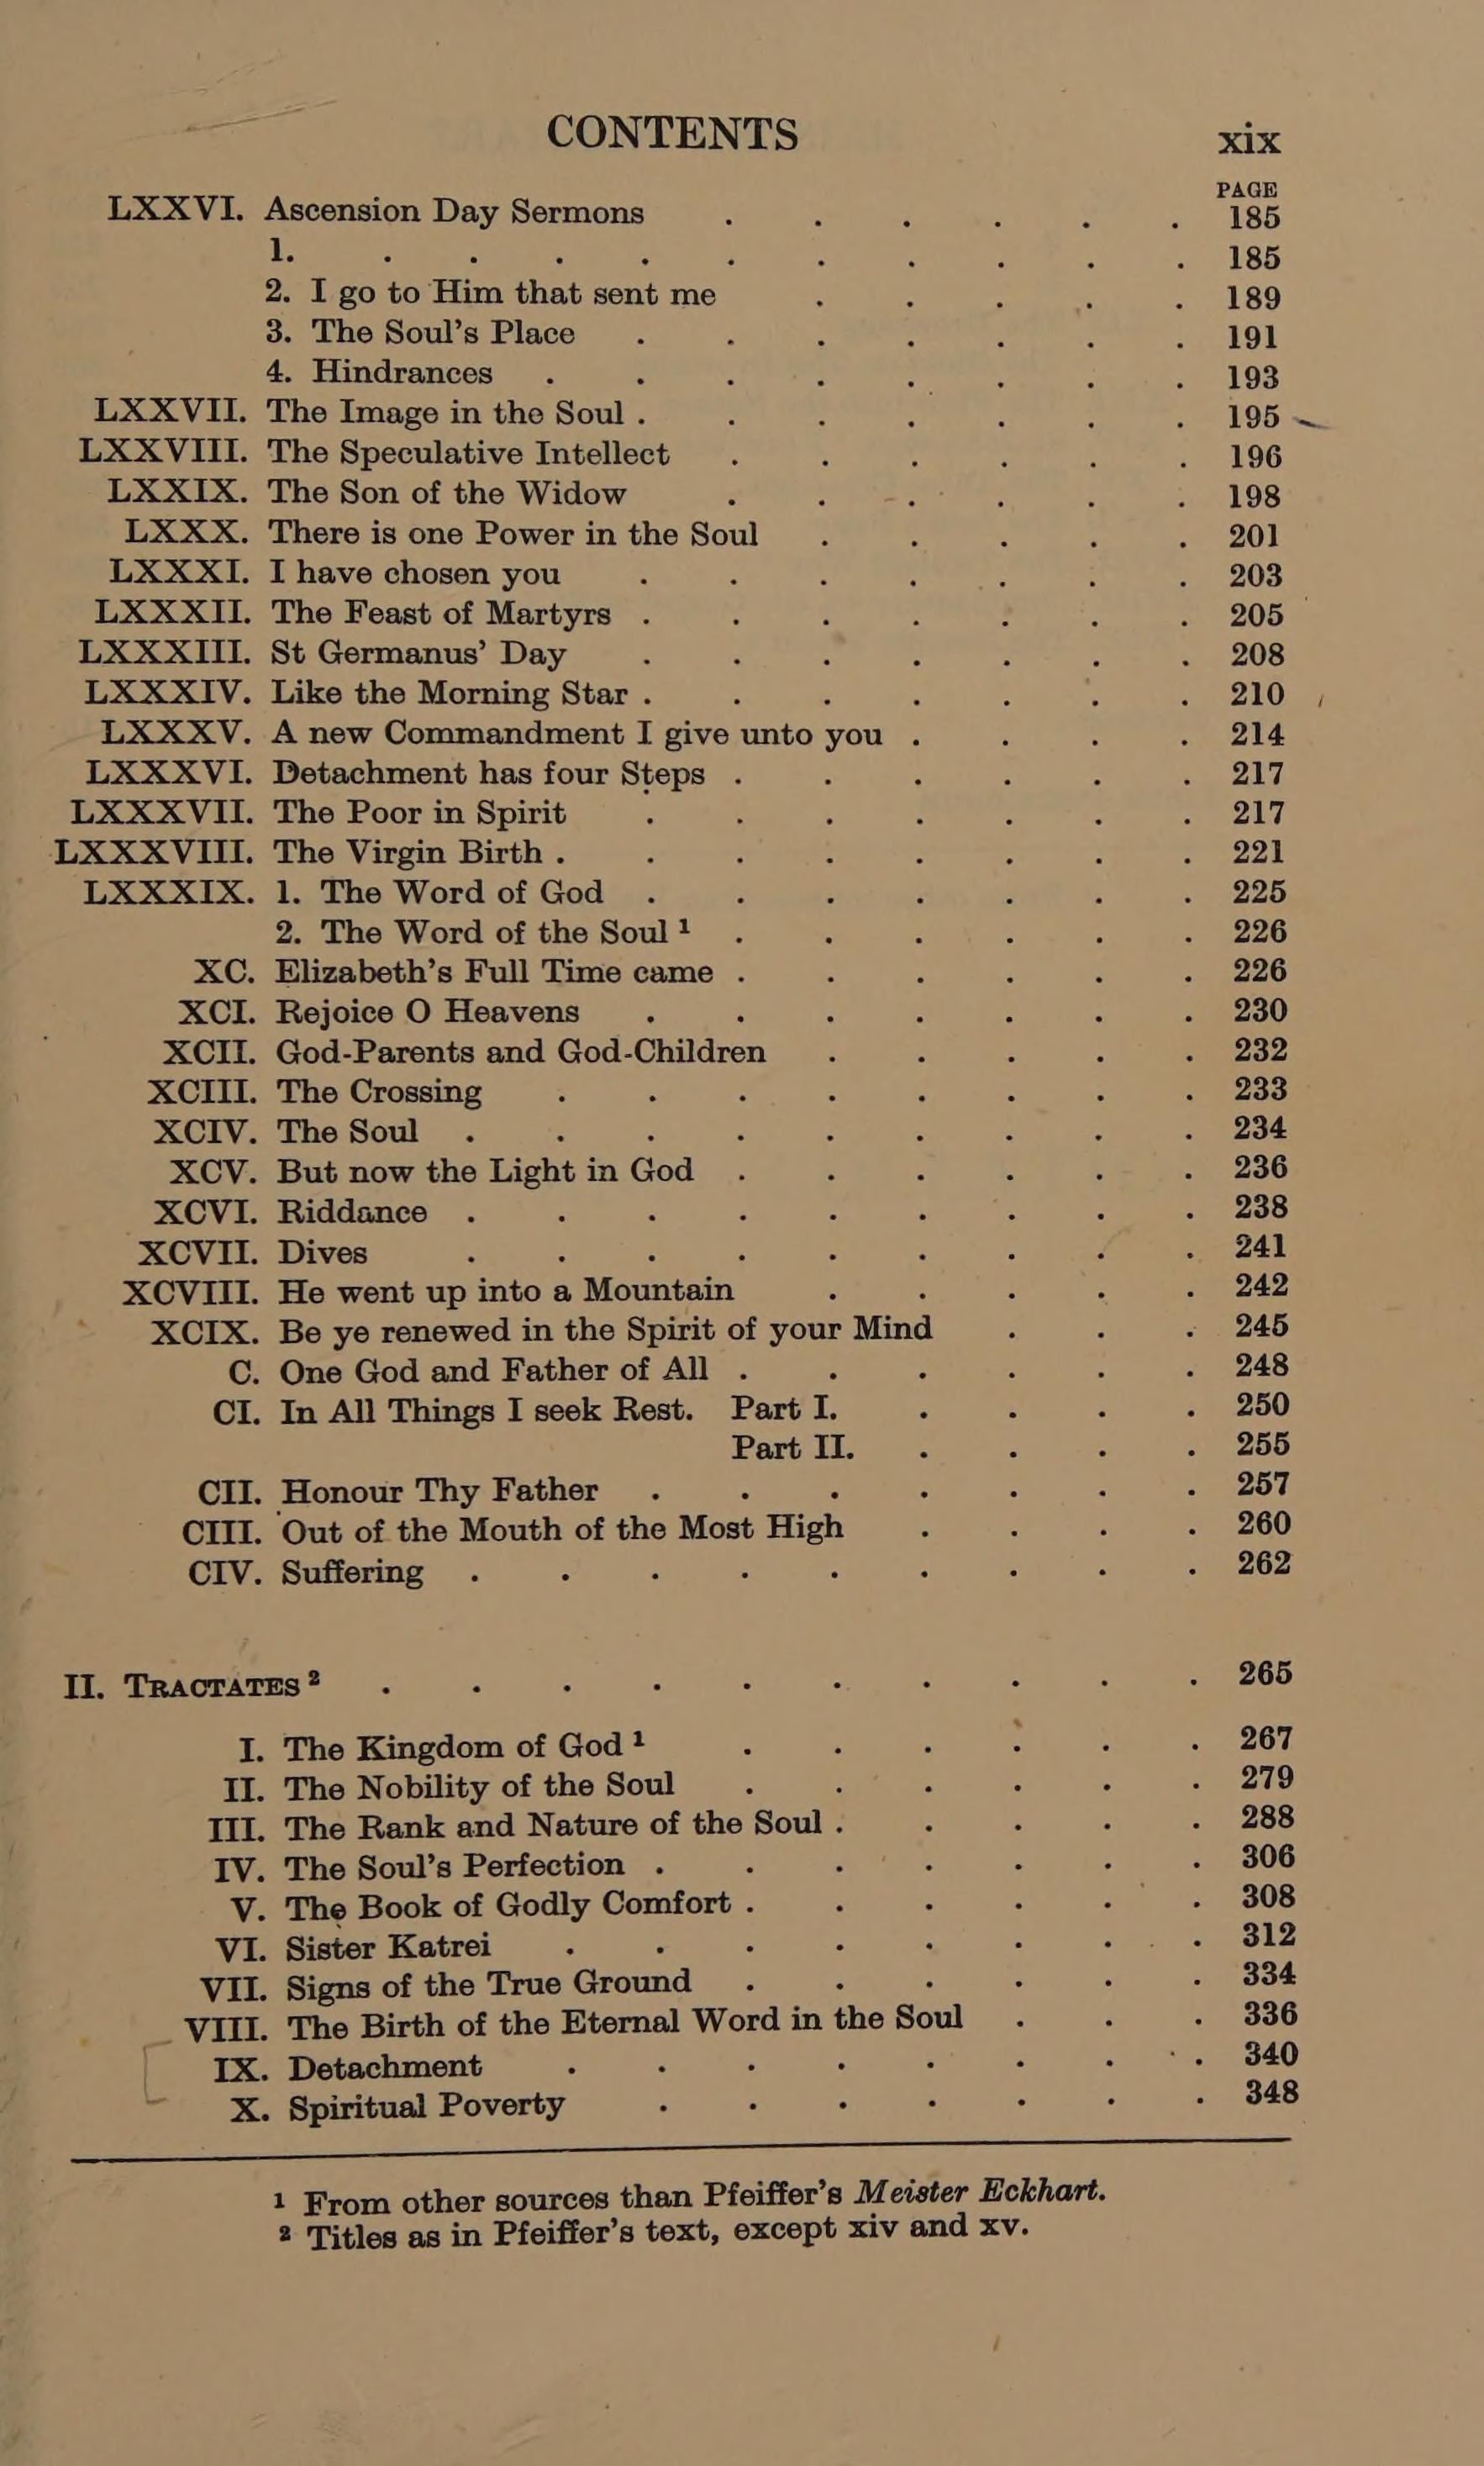 CONTENTS xix
PAGE
LXXVI. Ascension Day Sermons . . . . . . 185
1. . . . . . . . . . . 185
2. I go to Him that sent me . . . . . 189
3. The Soul's Place . . . . . . . 191
4. Hindrances . . . . . . . . 193
LXXVII. The Image in the Soul . . . . . . . 195
LXXVIII. The Speculative Intellect . . . . . . 196
LXXIX. The Son of the Widow . . . . . . 198
LXXX. There is one Power in the Soul . . . . . 201
LXXXI. I have chosen you . . . . . . . 203
LXXXII. The Feast of Martyrs . . . . . . . 205
LXXXIII. St Germanus' Day . . . . . . . 208
LXXXIV. Like the Morning Star . . . . . . . 210
LXXXV. A new Commandment I give unto you . . . . 214
LXXXVI. Detachment has four Steps . . . . . . 217
LXXXVII. The Poor in Spirit . . . . . . . 217
LXXXVIII. The Virgin Birth . . . . . . . . 221
LXXXIX. 1. The Word of God . . . . . . . 225
2. The Word of the Soul ¹ . . . . . . 226
XC. Elizabeth's Full Time came . . . . . . 226
XCI. Rejoice O Heavens . . . . . . . 230
XCII. God-Parents and God-Children . . . . . 232
XCIII. The Crossing . . . . . . . . 233
XCIV. The Soul . . . . . . . . . 234
XCV. But now the Light in God . . . . . . 236
XCVI. Riddance . . . . . . . . . 238
XCVII. Dives . . . . . . . . . 241
XCVIII. He went up into a Mountain . . . . . 242
XCIX. Be ye renewed in the Spirit of your Mind . . . 245
C. One God and Father of All . . . . . . 248
CI. In All Things I seek Rest. Part I. . . . . 250
Part II. . . . . 255
CII. Honour Thy Father . . . . . . . 257
CIII. Out of the Mouth of the Most High . . . . 260
CIV. Suffering . . . . . . . . . 262
II. TRACTATES ² . . . . . . . . . . 265
I. The Kingdom of God ¹ . . . . . . 267
II. The Nobility of the Soul . . . . . . 279
III. The Rank and Nature of the Soul . . . . . 288
IV. The Soul's Perfection . . . . . . . 306
V. The Book of Godly Comfort . . . . . . 308
VI. Sister Katrei . . . . . . . . 312
VII. Signs of the True Ground . . . . . . 334
VIII. The Birth of the Eternal Word in the Soul . . . 336
IX. Detachment . . . . . . . . 340
X. Spiritual Poverty . . . . . . . 348
¹ From other sources than Pfeiffer's Meister Eckhart.
² Titles as in Pfeiffer's text, except xiv and xv.